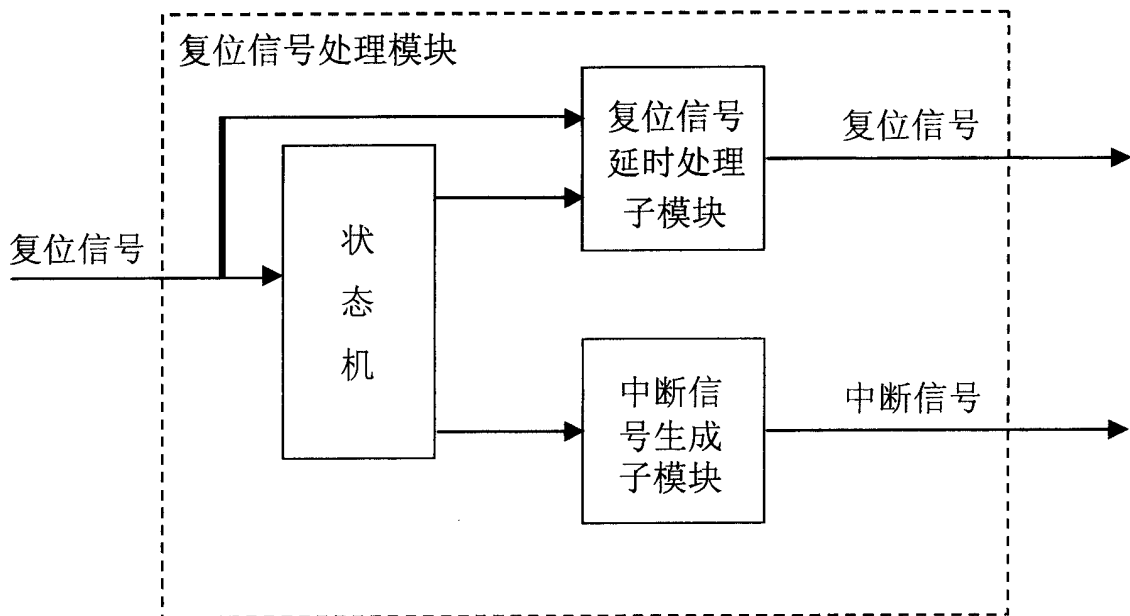 复位信号处理模块
复位信号
延时处理
子模块
复位信号
复位信号
状
态
机
中断信
号生成
子模块
中断信号